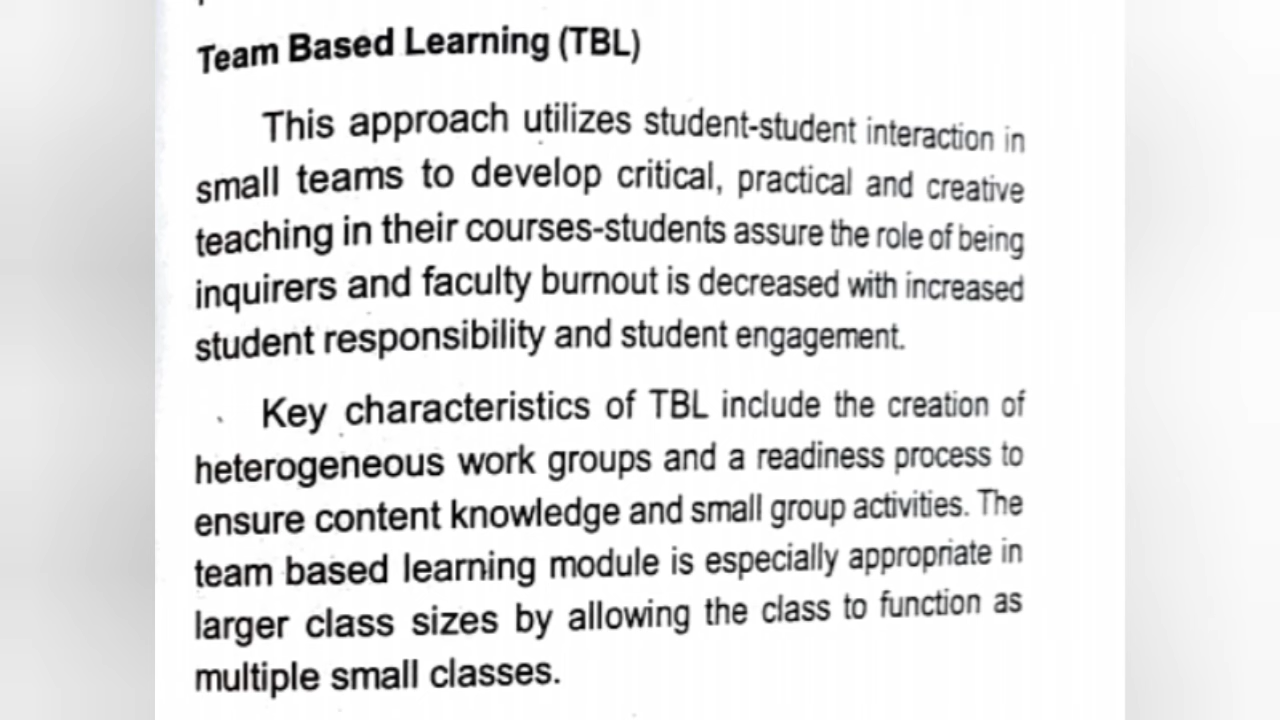 Team Based Learning (TBL)
This approach utilizes student-student interaction in
small teams to develop critical, practical and creative
teaching in their courses-students assure the role of being
inquirers and faculty burnout is decreased with increased
student responsibility and student engagement.
Key characteristics of TBL include the creation of
heterogeneous work groups and a readiness process to
ensure content knowledge and small group activities. The
team based learning module is especially appropriate in
larger class sizes by allowing the class to function as
multiple small classes.